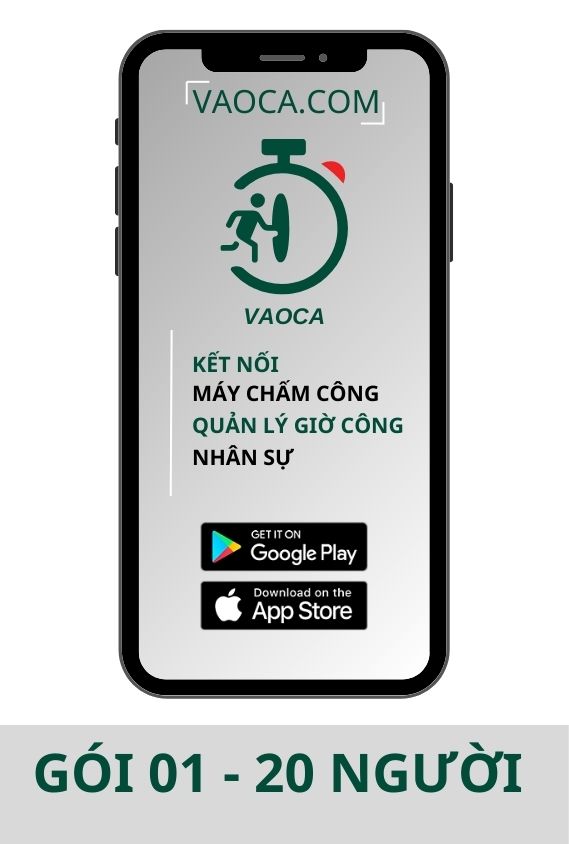 VAOCA.COM
VAOCA
KẾT NỐI
MÁY CHẤM CÔNG
QUẢN LÝ GIỜ CÔNG
NHÂN SỰ
GET IT ON
Google Play
Download on the
App Store
GÓI 01 - 20 NGƯỜI